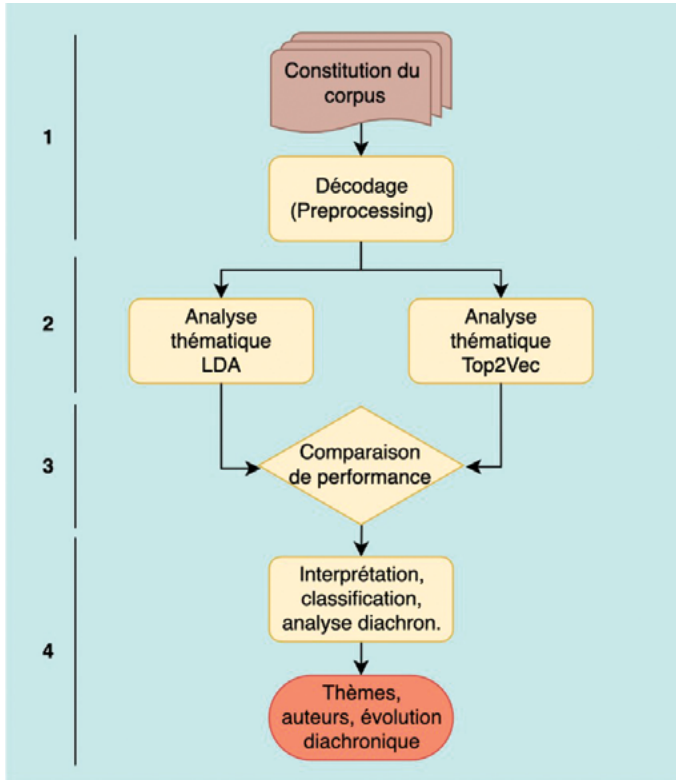 Constitution du
corpus
1
Décodage
(Preprocessing)
2
Analyse
thématique
LDA
Analyse
thématique
Top2Vec
3
Comparaison
de performance
Interprétation,
classification,
analyse diachron.
4
Thèmes,
auteurs, évolution
diachronique